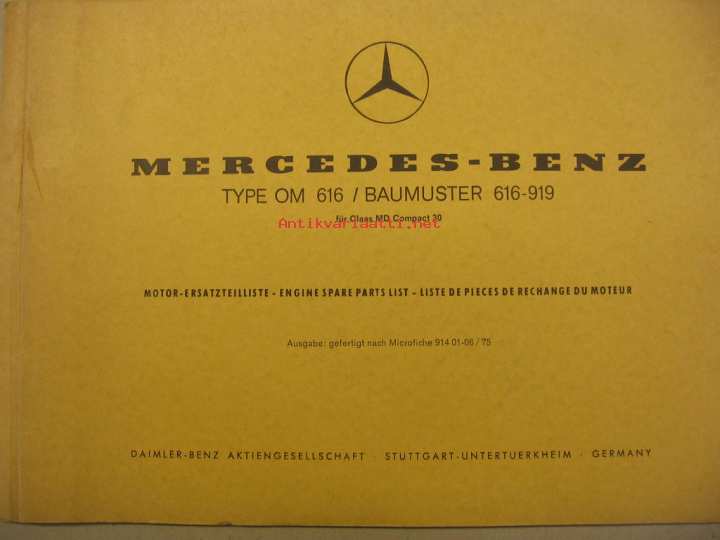 MERCEDES-BENZ
TYPE OM 616 / BAUMUSTER 616-919
für Claas MD Compact 30
Antikvariaatti.net
MOTOR-ERSATZTEILLISTE - ENGINE SPARE PARTS LIST - LISTE DE PIECES DE RECHANGE DU MOTEUR
Ausgabe: gefertigt nach Microfiche 914 01-06/75
DAIMLER-BENZ AKTIENGESELLSCHAFT · STUTTGART-UNTERTUERKHEIM · GERMANY